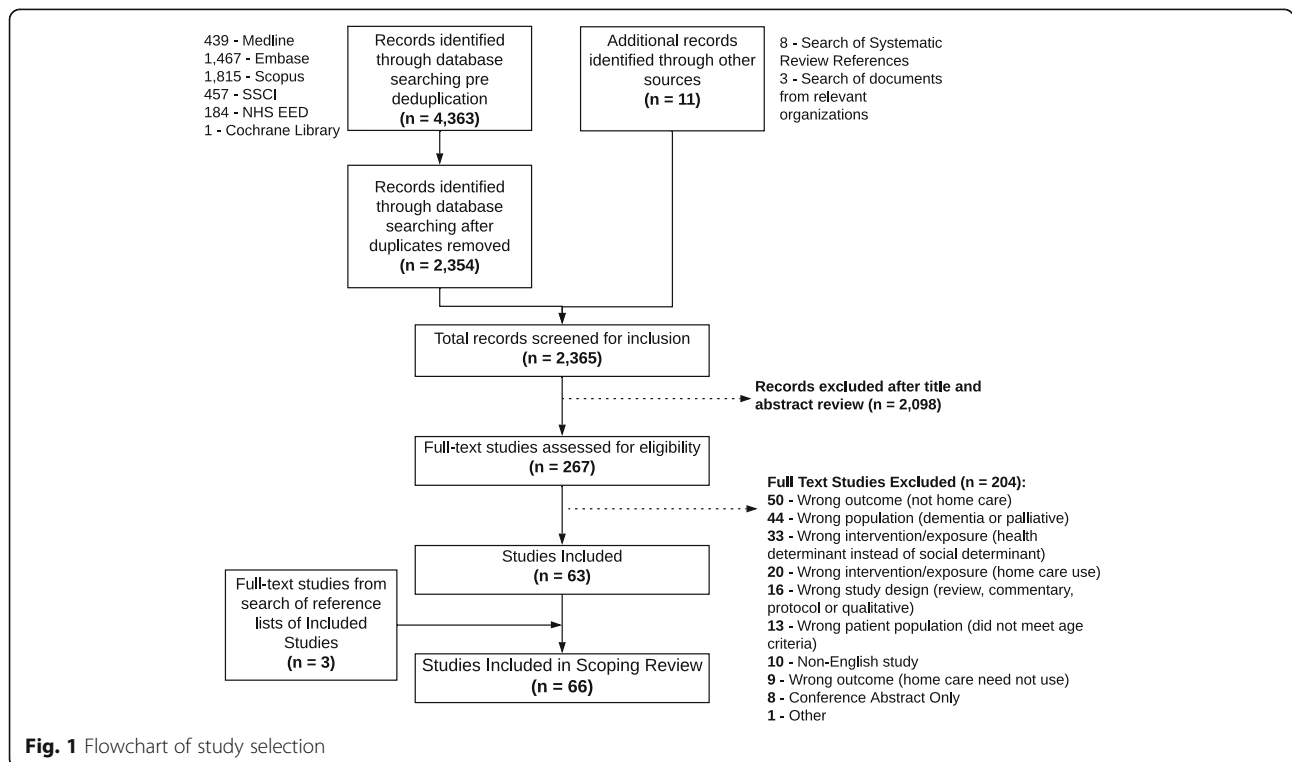 439 - Medline
1,467 - Embase
1,815 - Scopus
457 - SSCI
184 - NHS EED
1 - Cochrane Library
Records identified
through database
searching pre
deduplication
(n = 4,363)
Additional records
identified through other
sources
(n = 11)
8 - Search of Systematic
Review References
3 - Search of documents
from relevant
organizations
Records identified
through database
searching after
duplicates removed
(n = 2,354)
Total records screened for inclusion
(n = 2,365)
Records excluded after title and
abstract review (n = 2,098)
Full-text studies assessed for eligibility
(n = 267)
Full Text Studies Excluded (n = 204):
50 - Wrong outcome (not home care)
44 - Wrong population (dementia or palliative)
33 - Wrong intervention/exposure (health
determinant instead of social determinant)
20 - Wrong intervention/exposure (home care use)
16 - Wrong study design (review, commentary,
protocol or qualitative)
13 - Wrong patient population (did not meet age
criteria)
10 - Non-English study
9 - Wrong outcome (home care need not use)
8 - Conference Abstract Only
1 - Other
Studies Included
(n = 63)
Full-text studies from
search of reference
lists of Included
Studies
(n = 3)
Studies Included in Scoping Review
(n = 66)
Fig. 1 Flowchart of study selection